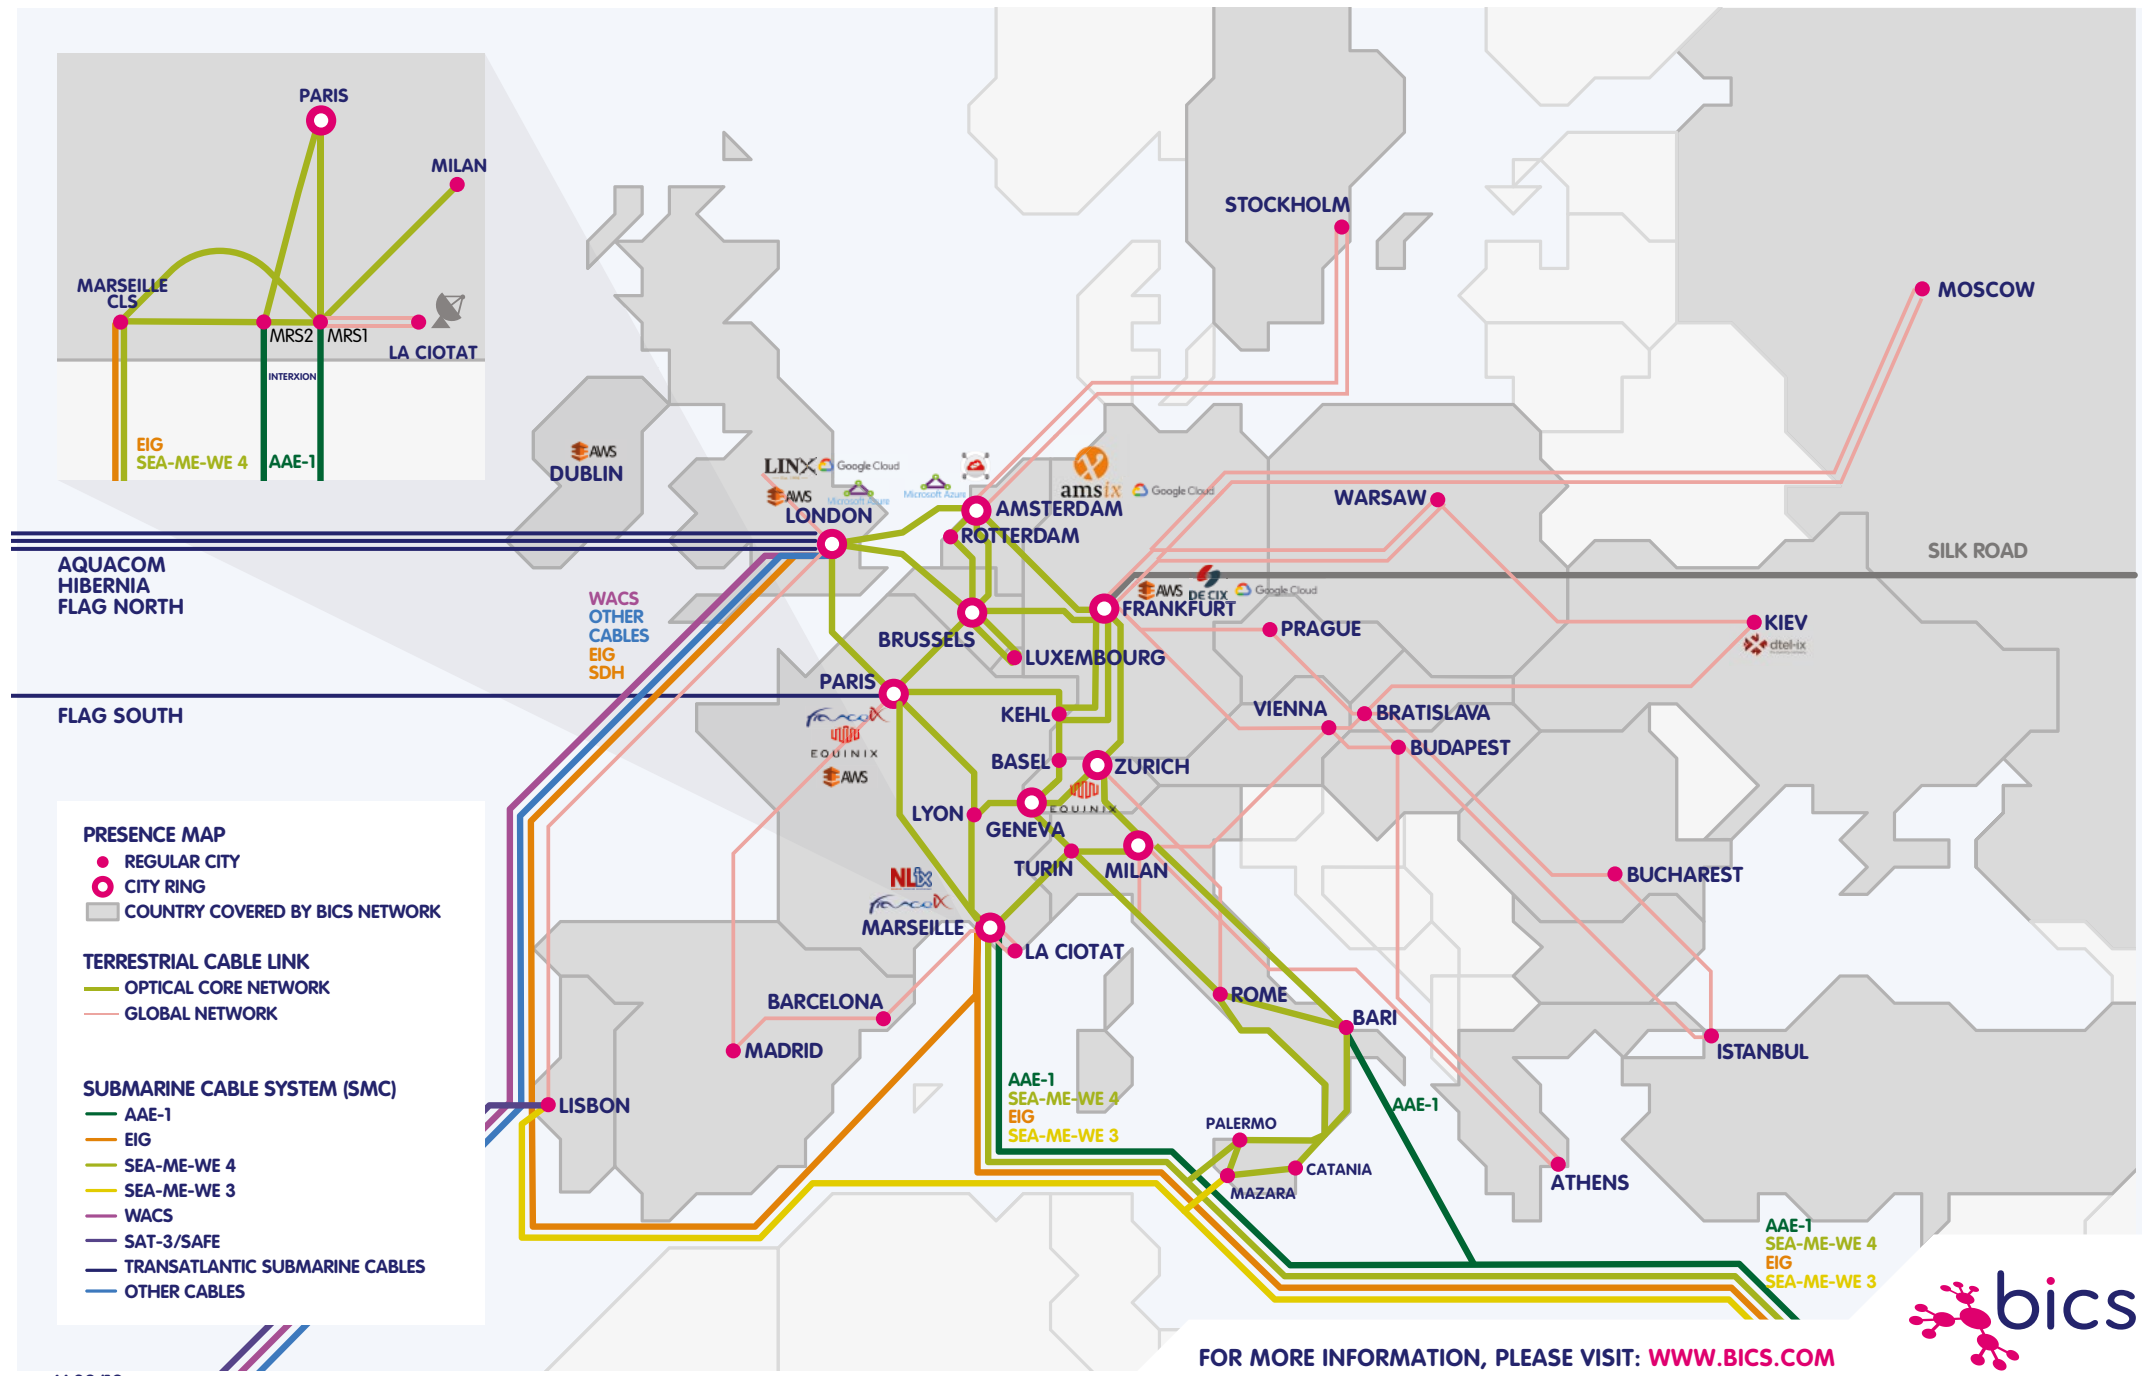 PARIS
MILAN
MARSEILLE
CLS
MRS2
MRS1
LA CIOTAT
INTERXION
EIG
SEA-ME-WE 4
AAE-1
STOCKHOLM
MOSCOW
AWS
DUBLIN
LINX
Google Cloud
AWS
Microsoft Azure
LONDON
Microsoft Azure
amsix
Google Cloud
AMSTERDAM
ROTTERDAM
WARSAW
SILK ROAD
AQUACOM
HIBERNIA
FLAG NORTH
WACS
OTHER
CABLES
EIG
SDH
AWS
DE CIX
Google Cloud
FRANKFURT
BRUSSELS
PRAGUE
KIEV
dtel-ix
LUXEMBOURG
PARIS
FLAG SOUTH
franceIX
EQUINIX
AWS
KEHL
VIENNA
BRATISLAVA
BUDAPEST
BASEL
ZURICH
EQUINIX
LYON
GENEVA
TURIN
MILAN
BUCHAREST
NLix
franceIX
MARSEILLE
LA CIOTAT
BARCELONA
ROME
BARI
MADRID
ISTANBUL
LISBON
AAE-1
SEA-ME-WE 4
EIG
SEA-ME-WE 3
AAE-1
PALERMO
CATANIA
MAZARA
ATHENS
PRESENCE MAP
REGULAR CITY
CITY RING
COUNTRY COVERED BY BICS NETWORK
TERRESTRIAL CABLE LINK
OPTICAL CORE NETWORK
GLOBAL NETWORK
SUBMARINE CABLE SYSTEM (SMC)
AAE-1
EIG
SEA-ME-WE 4
SEA-ME-WE 3
WACS
SAT-3/SAFE
TRANSATLANTIC SUBMARINE CABLES
OTHER CABLES
AAE-1
SEA-ME-WE 4
EIG
SEA-ME-WE 3
bics
FOR MORE INFORMATION, PLEASE VISIT: WWW.BICS.COM